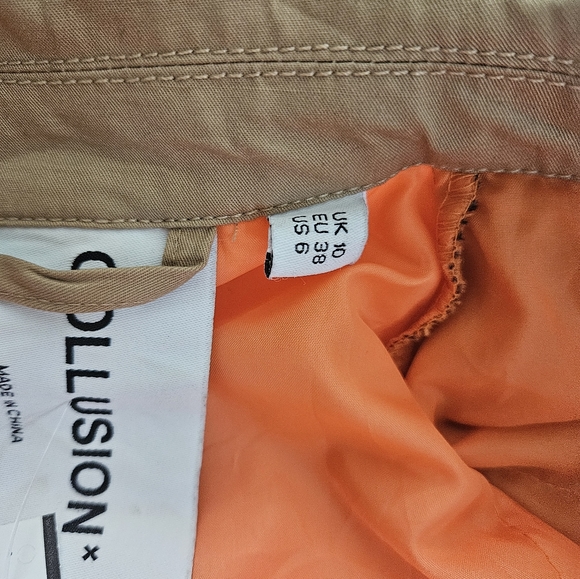 UK 10
EU 38
US 6
COLLUSION ×
MADE IN CHINA